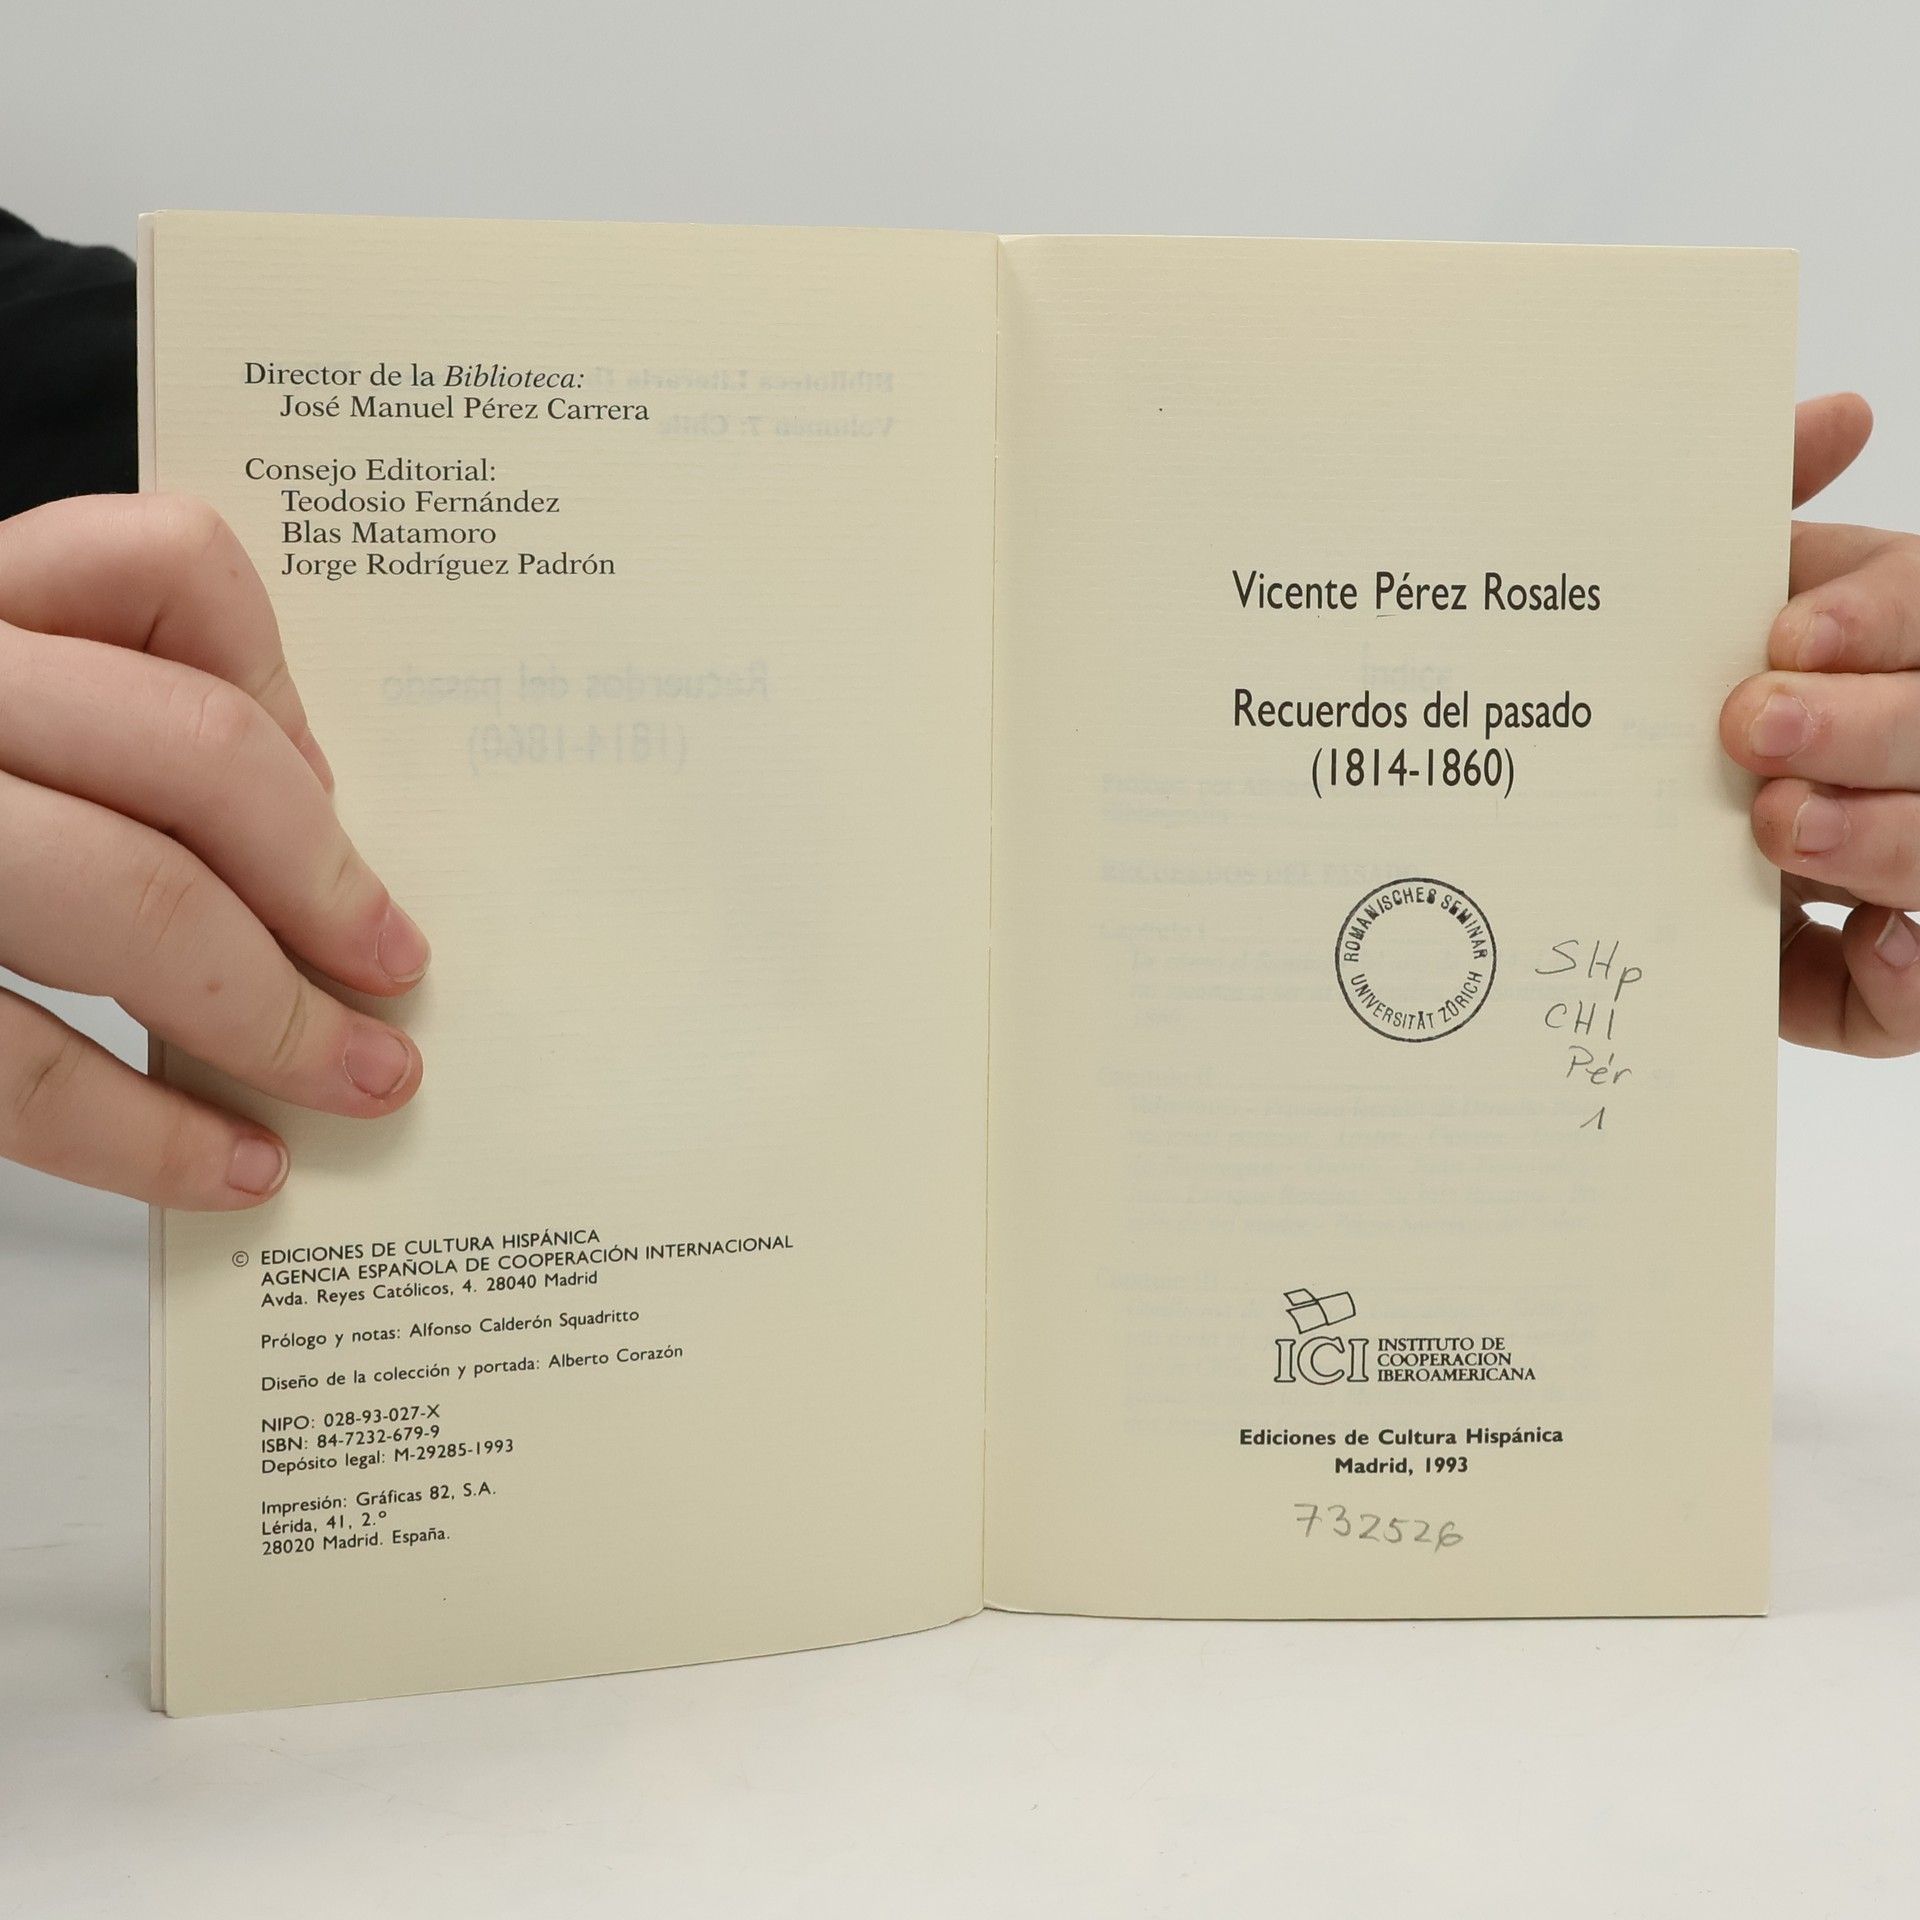 Director de la Biblioteca:
José Manuel Pérez Carrera
Consejo Editorial:
Teodosio Fernández
Blas Matamoro
Jorge Rodríguez Padrón
© EDICIONES DE CULTURA HISPÁNICA
AGENCIA ESPAÑOLA DE COOPERACIÓN INTERNACIONAL
Avda. Reyes Católicos, 4. 28040 Madrid
Prólogo y notas: Alfonso Calderón Squadritto
Diseño de la colección y portada: Alberto Corazón
NIPO: 028-93-027-X
ISBN: 84-7232-679-9
Depósito legal: M-29285-1993
Impresión: Gráficas 82, S.A.
Lérida, 41, 2.º
28020 Madrid. España.
Vicente Pérez Rosales
Recuerdos del pasado
(1814-1860)
ROMANISCHES SEMINAR
UNIVERSITÄT ZÜRICH
SHp
CHI
Pér
1
ICI INSTITUTO DE
COOPERACION
IBEROAMERICANA
Ediciones de Cultura Hispánica
Madrid, 1993
732526